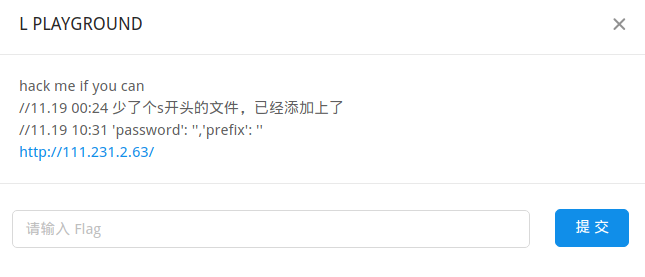 L PLAYGROUND
hack me if you can
//11.19 00:24 少了个s开头的文件，已经添加上了
//11.19 10:31 'password': '','prefix': ''
http://111.231.2.63/
请输入 Flag
提 交